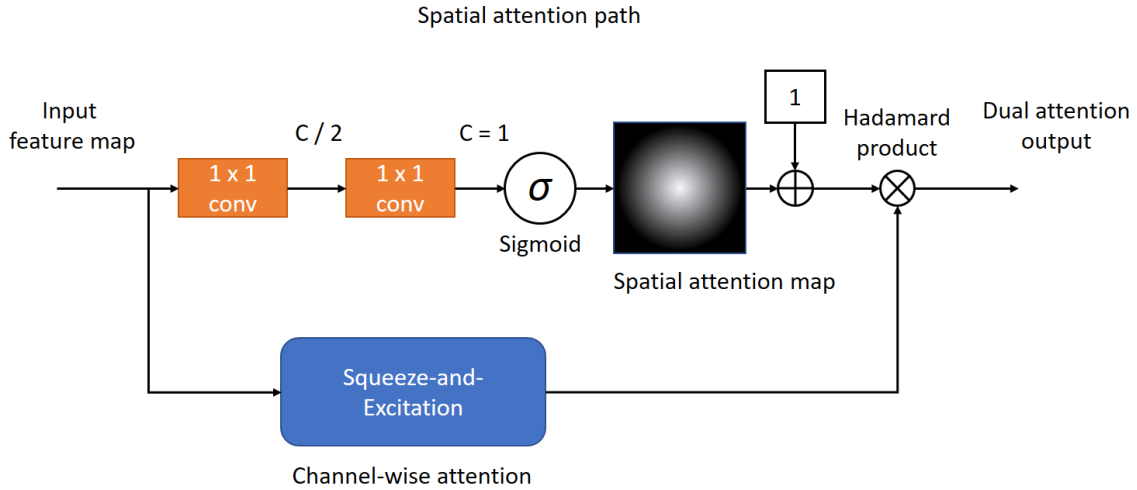 Spatial attention path
Input
feature map
C / 2
C = 1
1
Hadamard
product
Dual attention
output
1 x 1
conv
1 x 1
conv
σ
Sigmoid
Spatial attention map
Squeeze-and-
Excitation
Channel-wise attention